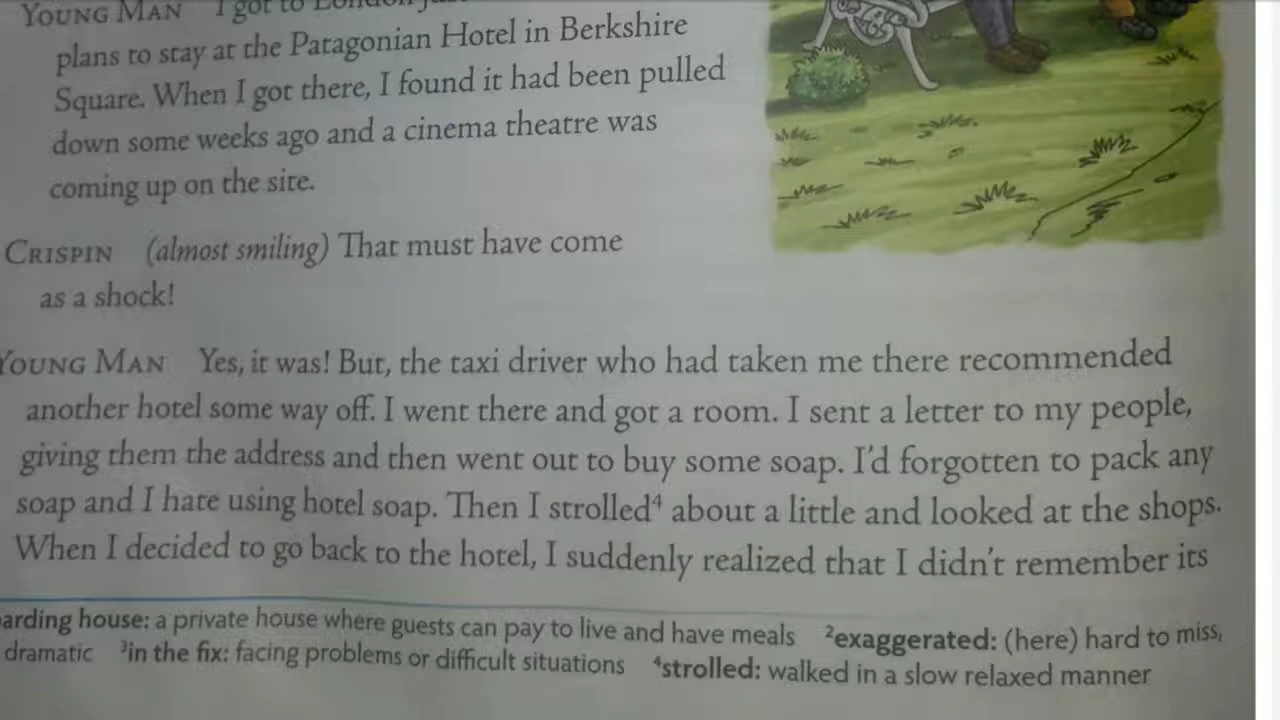 YOUNG MAN I got to London
plans to stay at the Patagonian Hotel in Berkshire
Square. When I got there, I found it had been pulled
down some weeks ago and a cinema theatre was
coming up on the site.
CRISPIN (almost smiling) That must have come
as a shock!
YOUNG MAN Yes, it was! But, the taxi driver who had taken me there recommended
another hotel some way off. I went there and got a room. I sent a letter to my people,
giving them the address and then went out to buy some soap. I'd forgotten to pack any
soap and I hate using hotel soap. Then I strolled⁴ about a little and looked at the shops.
When I decided to go back to the hotel, I suddenly realized that I didn't remember its
arding house: a private house where guests can pay to live and have meals ²exaggerated: (here) hard to miss,
dramatic ³in the fix: facing problems or difficult situations ⁴strolled: walked in a slow relaxed manner